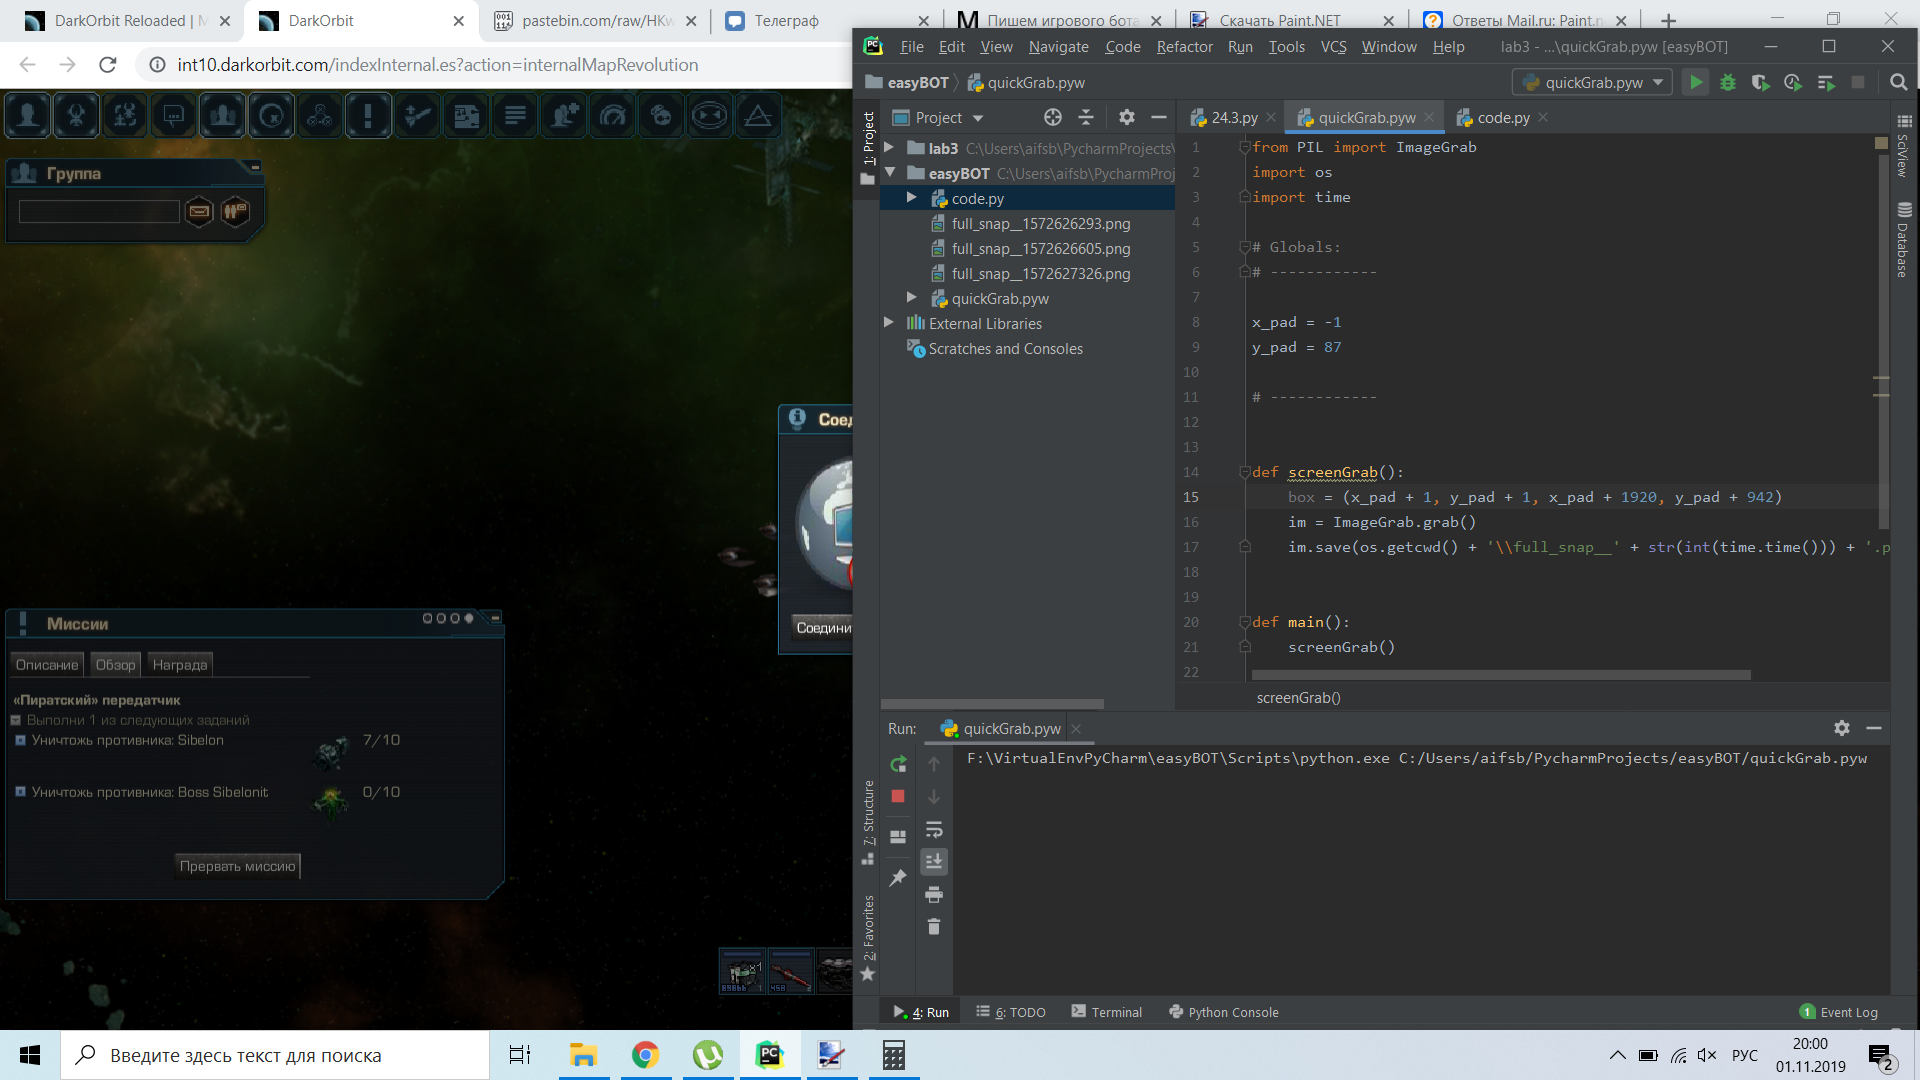 DarkOrbit Reloaded | M
DarkOrbit
pastebin.com/raw/HKw
Телеграф
Пишем игрового бота
Скачать Paint.NET
Ответы Mail.ru: Paint.n
int10.darkorbit.com/indexInternal.es?action=internalMapRevolution
File Edit View Navigate Code Refactor Run Tools VCS Window Help
lab3 - ...\quickGrab.pyw [easyBOT]
easyBOT
quickGrab.pyw
quickGrab.pyw
1: Project
Project
24.3.py
quickGrab.pyw
code.py
lab3 C:\Users\aifsb\PycharmProjects\
easyBOT C:\Users\aifsb\PycharmProj
code.py
full_snap__1572626293.png
full_snap__1572626605.png
full_snap__1572627326.png
quickGrab.pyw
External Libraries
Scratches and Consoles
1 from PIL import ImageGrab
2 import os
3 import time
4
5 # Globals:
6 # ------------
7
8 x_pad = -1
9 y_pad = 87
10
11 # ------------
12
13
14 def screenGrab():
15 box = (x_pad + 1, y_pad + 1, x_pad + 1920, y_pad + 942)
16 im = ImageGrab.grab()
17 im.save(os.getcwd() + '\\full_snap__' + str(int(time.time())) + '.p
18
19
20 def main():
21 screenGrab()
22
screenGrab()
SciView
Database
Группа
Соед
Соедини
Миссии
Описание
Обзор
Награда
«Пиратский» передатчик
Выполни 1 из следующих заданий
Уничтожь противника: Sibelon 7/10
Уничтожь противника: Boss Sibelonit 0/10
Прервать миссию
x1
1
458
2
Run: quickGrab.pyw
F:\VirtualEnvPyCharm\easyBOT\Scripts\python.exe C:/Users/aifsb/PycharmProjects/easyBOT/quickGrab.pyw
7: Structure
2: Favorites
4: Run
6: TODO
Terminal
Python Console
1 Event Log
Введите здесь текст для поиска
РУС
20:00
01.11.2019
2